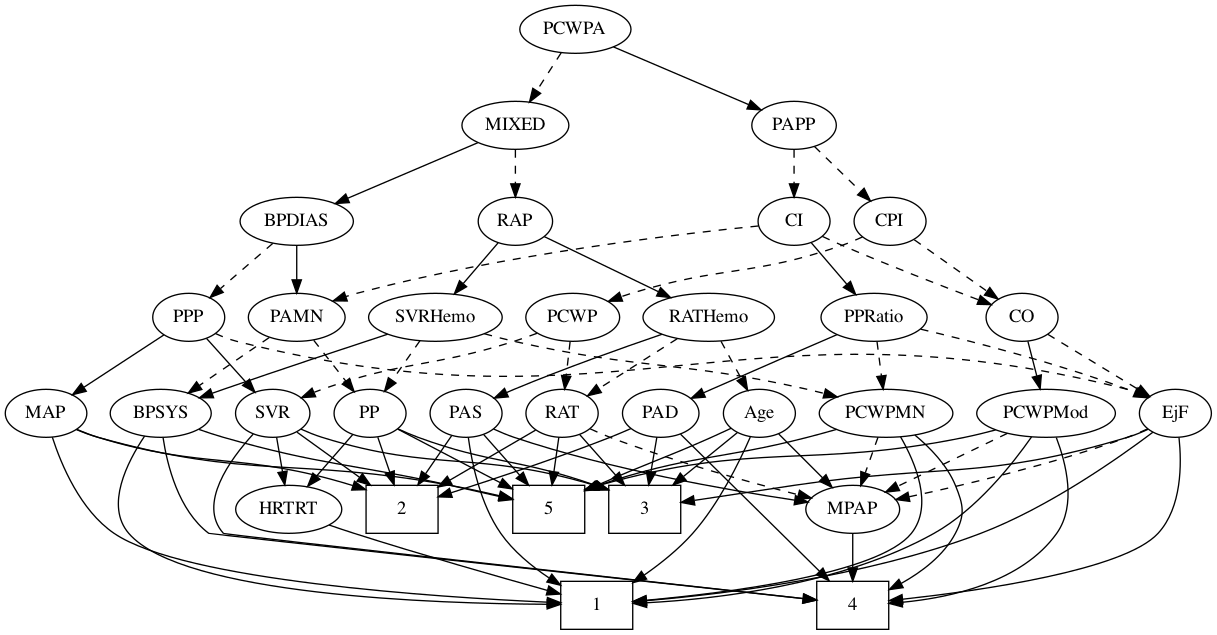 PCWPA
MIXED
PAPP
BPDIAS
RAP
CI
CPI
PPP
PAMN
SVRHemo
PCWP
RATHemo
PPRatio
CO
MAP
BPSYS
SVR
PP
PAS
RAT
PAD
Age
PCWPMN
PCWPMod
EjF
HRTRT
2
5
3
MPAP
1
4